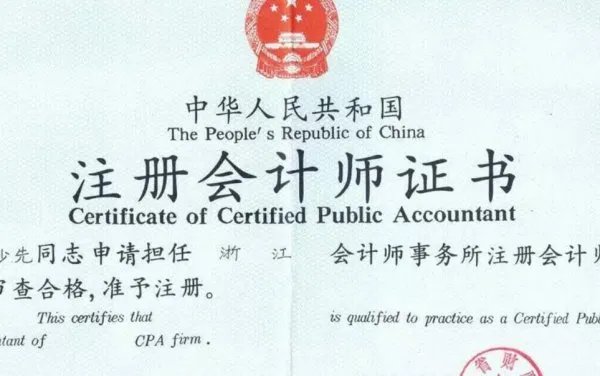 中华人民共和国
The People's Republic of China
注册会计师证书
Certificate of Certified Public Accountant
先同志申请担任 浙 江 会计师事务所注册会计师
查合格,准予注册。
This certifies that is qualified to practice as a Certified Publ
tant of CPA firm.
省财